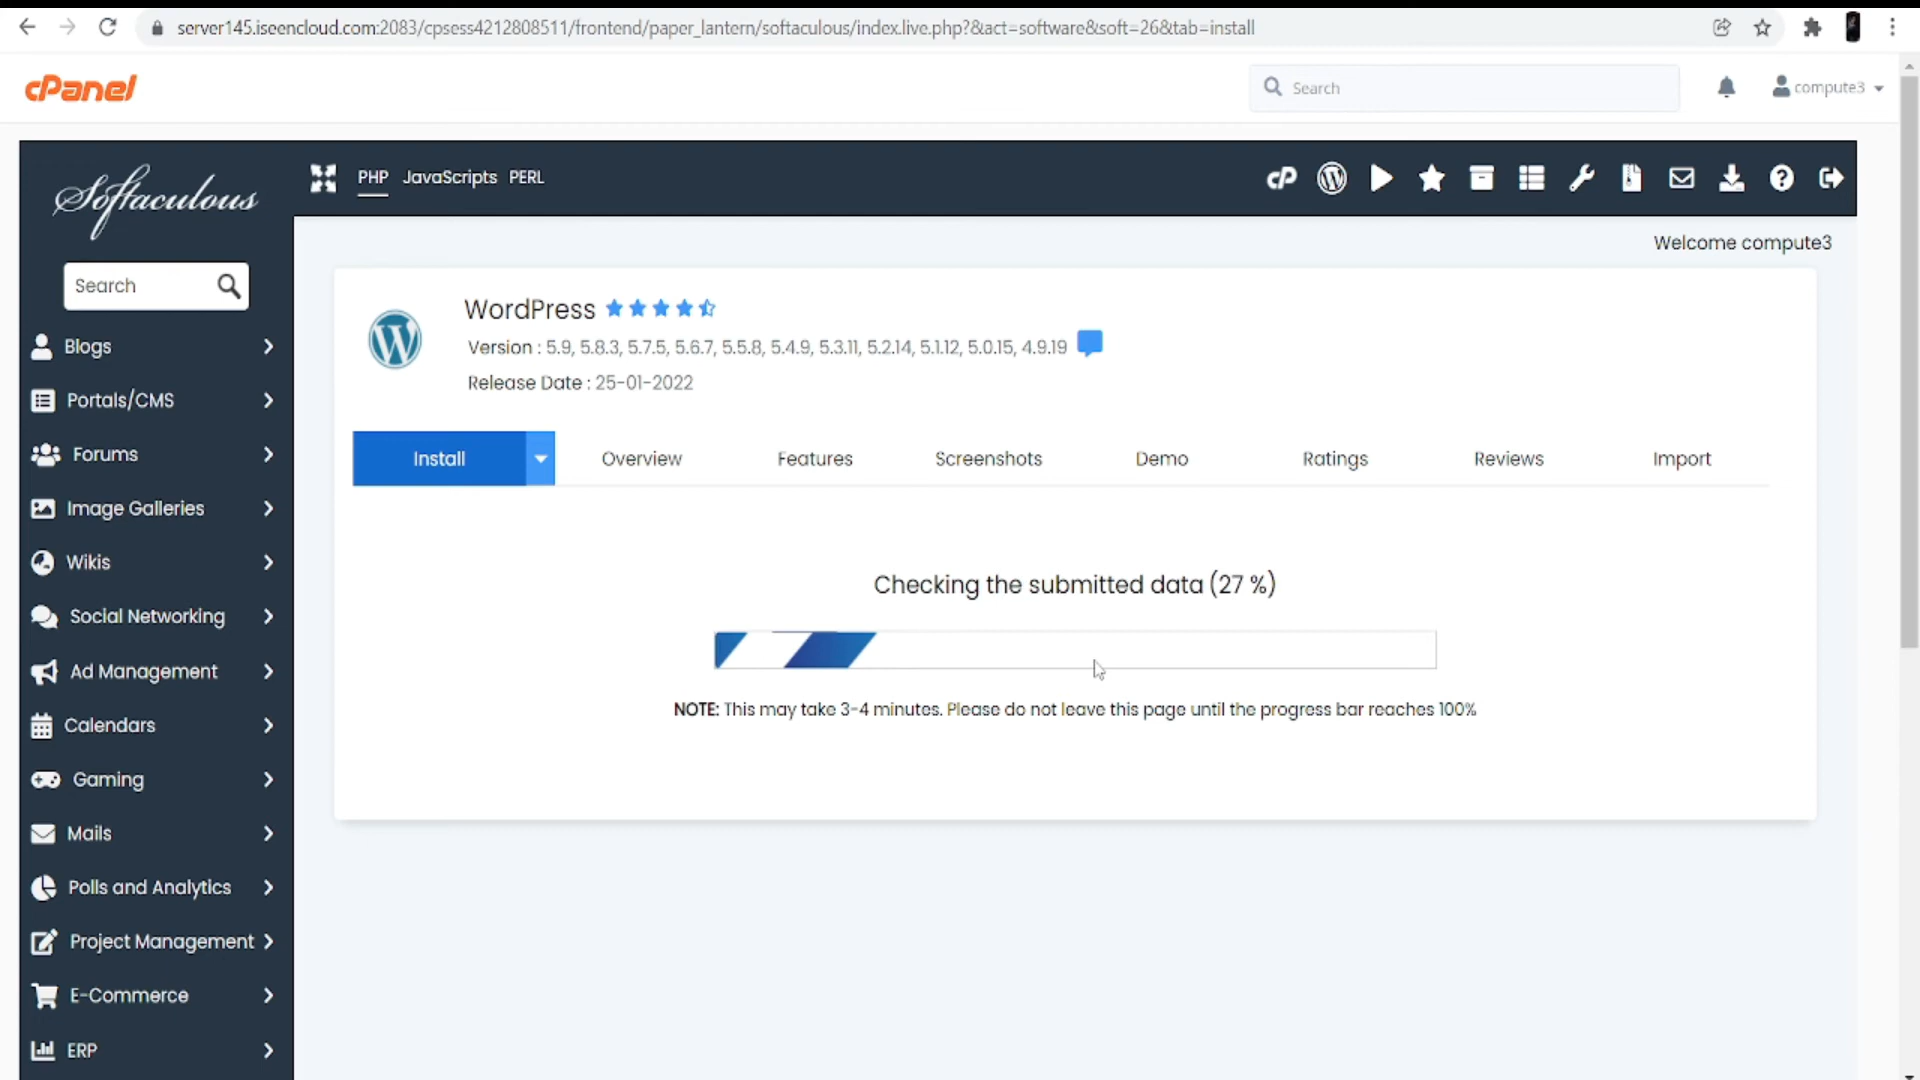 server145.iseencloud.com:2083/cpsess4212808511/frontend/paper_lantern/softaculous/index.live.php?&act=software&soft=26&tab=install
cPanel
Search
compute3
Softaculous
PHP JavaScripts PERL
Welcome compute3
Search
Blogs
Portals/CMS
Forums
Image Galleries
Wikis
Social Networking
Ad Management
Calendars
Gaming
Mails
Polls and Analytics
Project Management
E-Commerce
ERP
WordPress
Version : 5.9, 5.8.3, 5.7.5, 5.6.7, 5.5.8, 5.4.9, 5.3.11, 5.2.14, 5.1.12, 5.0.15, 4.9.19
Release Date : 25-01-2022
Install Overview Features Screenshots Demo Ratings Reviews Import
Checking the submitted data (27 %)
NOTE: This may take 3-4 minutes. Please do not leave this page until the progress bar reaches 100%